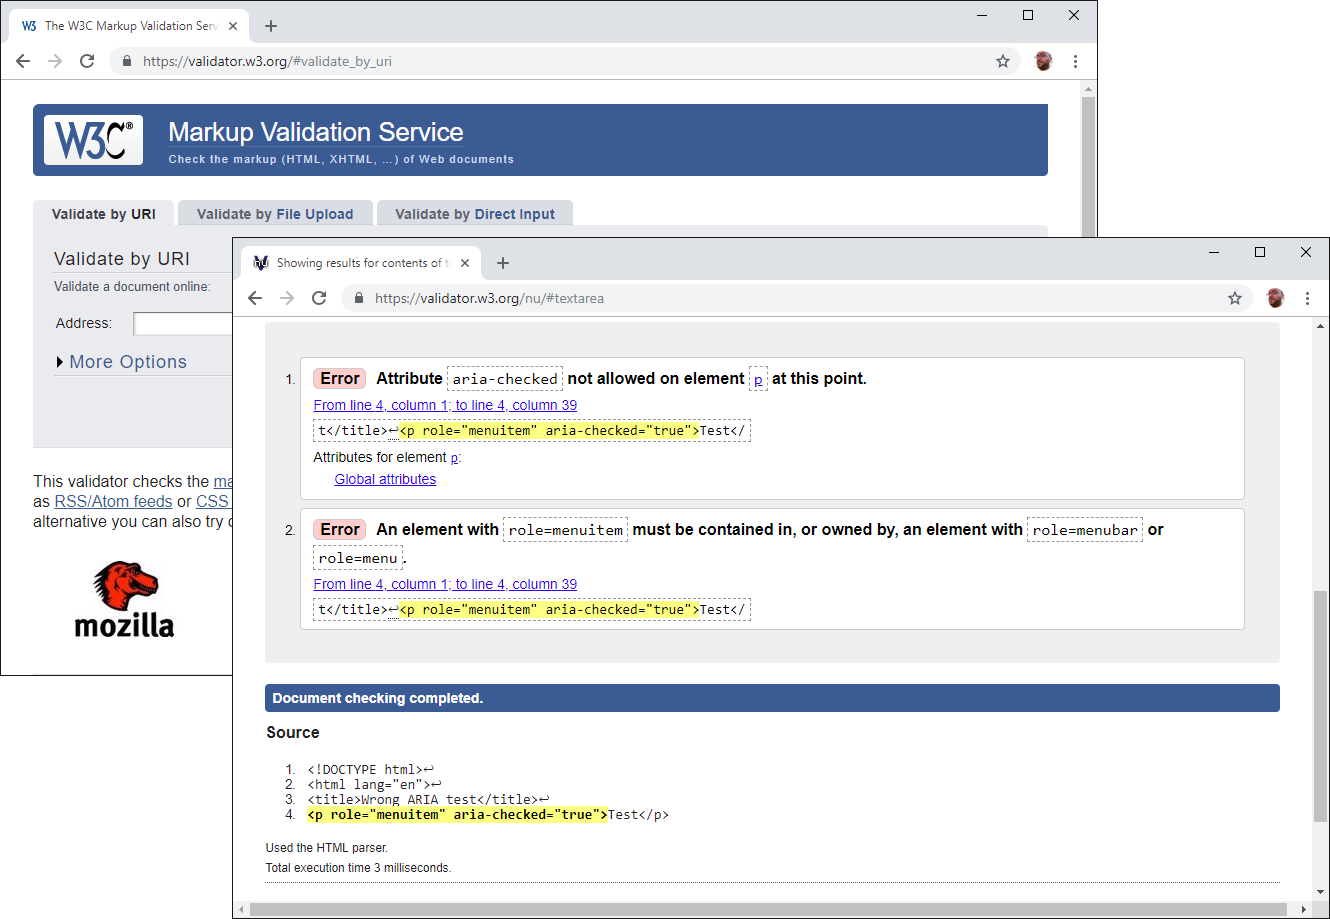 The W3C Markup Validation Serv
https://validator.w3.org/#validate_by_uri
W3C®
Markup Validation Service
Check the markup (HTML, XHTML, …) of Web documents
Validate by URI
Validate by File Upload
Validate by Direct Input
Validate by URI
Validate a document online:
Address:
More Options
This validator checks the ma
as RSS/Atom feeds or CSS
alternative you can also try
mozilla
Showing results for contents of
https://validator.w3.org/nu/#textarea
1. Error Attribute aria-checked not allowed on element p at this point.
From line 4, column 1; to line 4, column 39
t</title>↩<p role="menuitem" aria-checked="true">Test</
Attributes for element p:
Global attributes
2. Error An element with role=menuitem must be contained in, or owned by, an element with role=menubar or
role=menu.
From line 4, column 1; to line 4, column 39
t</title>↩<p role="menuitem" aria-checked="true">Test</
Document checking completed.
Source
1. <!DOCTYPE html>↩
2. <html lang="en">↩
3. <title>Wrong ARIA test</title>↩
4. <p role="menuitem" aria-checked="true">Test</p>
Used the HTML parser.
Total execution time 3 milliseconds.